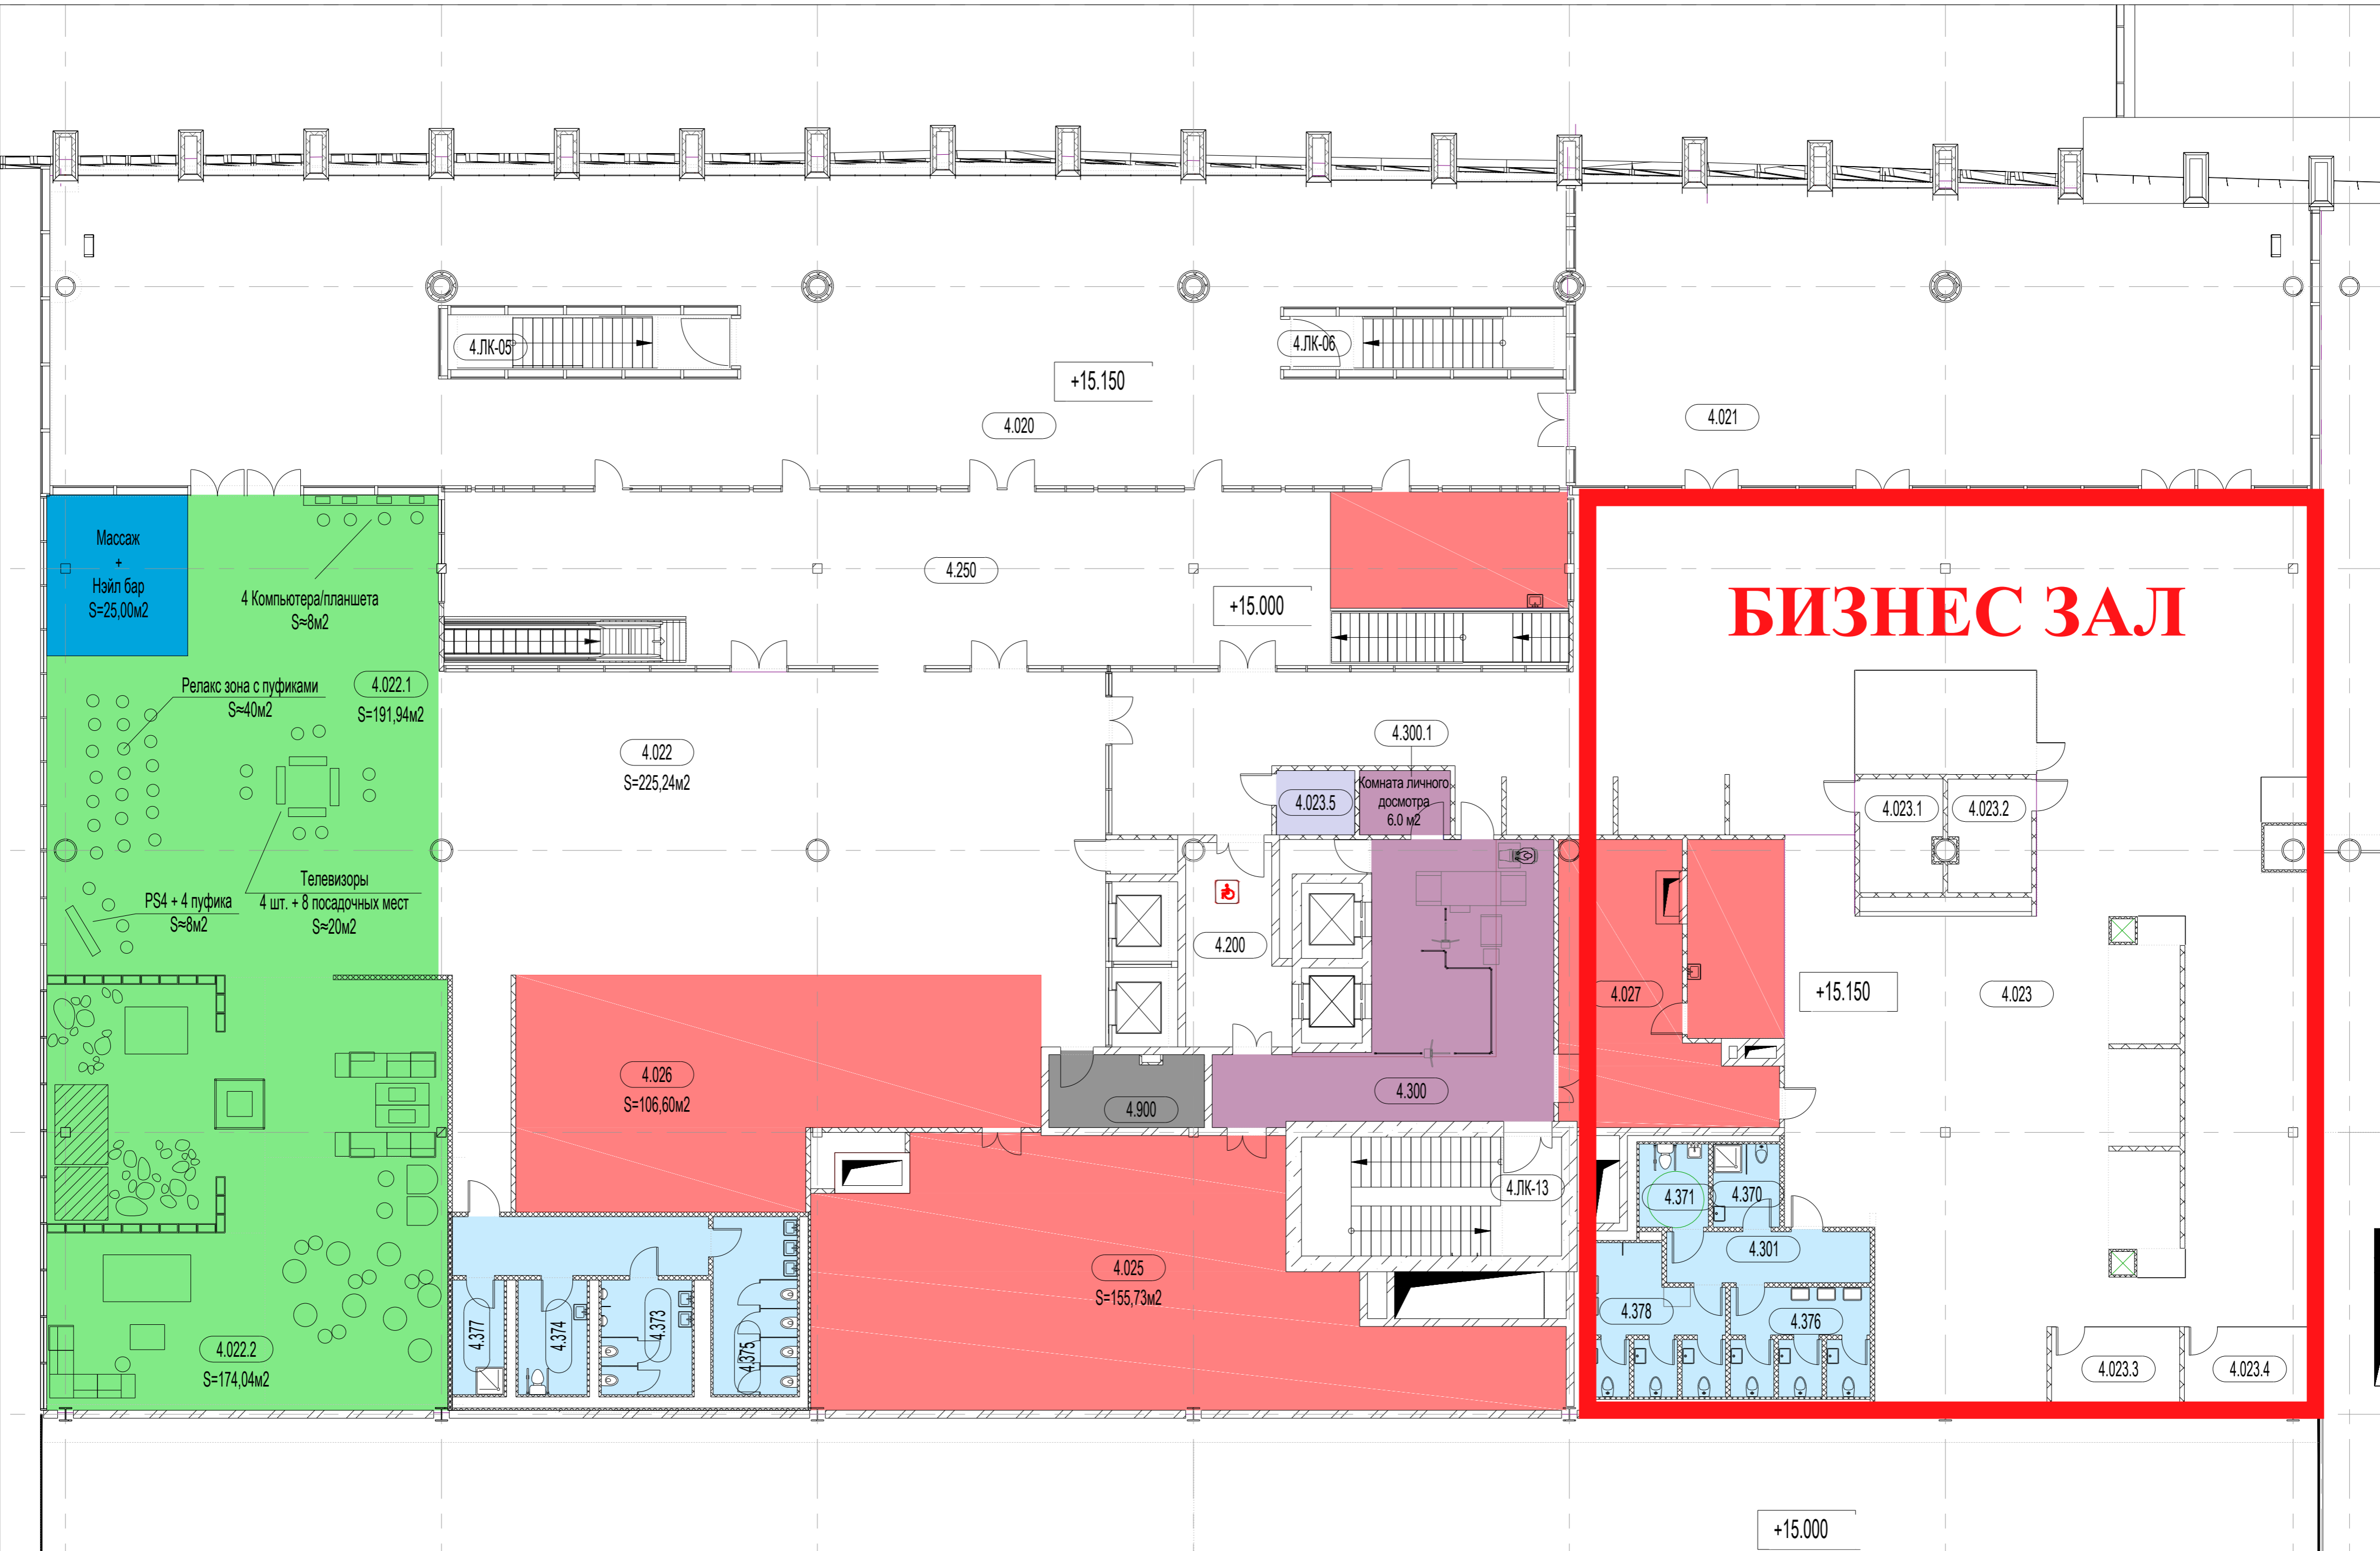 4.ЛК-05
4.ЛК-06
+15.150
4.020
4.021
Массаж
+
Нэйл бар
S=25,00м2
4 Компьютера/планшета
S≈8м2
4.250
+15.000
БИЗНЕС ЗАЛ
Релакс зона с пуфиками
S≈40м2
4.022.1
S=191,94м2
4.022
S=225,24м2
4.300.1
Комната личного
досмотра
6.0 м2
4.023.5
4.023.1
4.023.2
Телевизоры
4 шт. + 8 посадочных мест
S≈20м2
PS4 + 4 пуфика
S≈8м2
4.200
4.027
+15.150
4.023
4.026
S=106,60м2
4.900
4.300
4.ЛК-13
4.371
4.370
4.301
4.025
S=155,73м2
4.378
4.376
4.377
4.374
4.373
4.375
4.022.2
S=174,04м2
4.023.3
4.023.4
+15.000